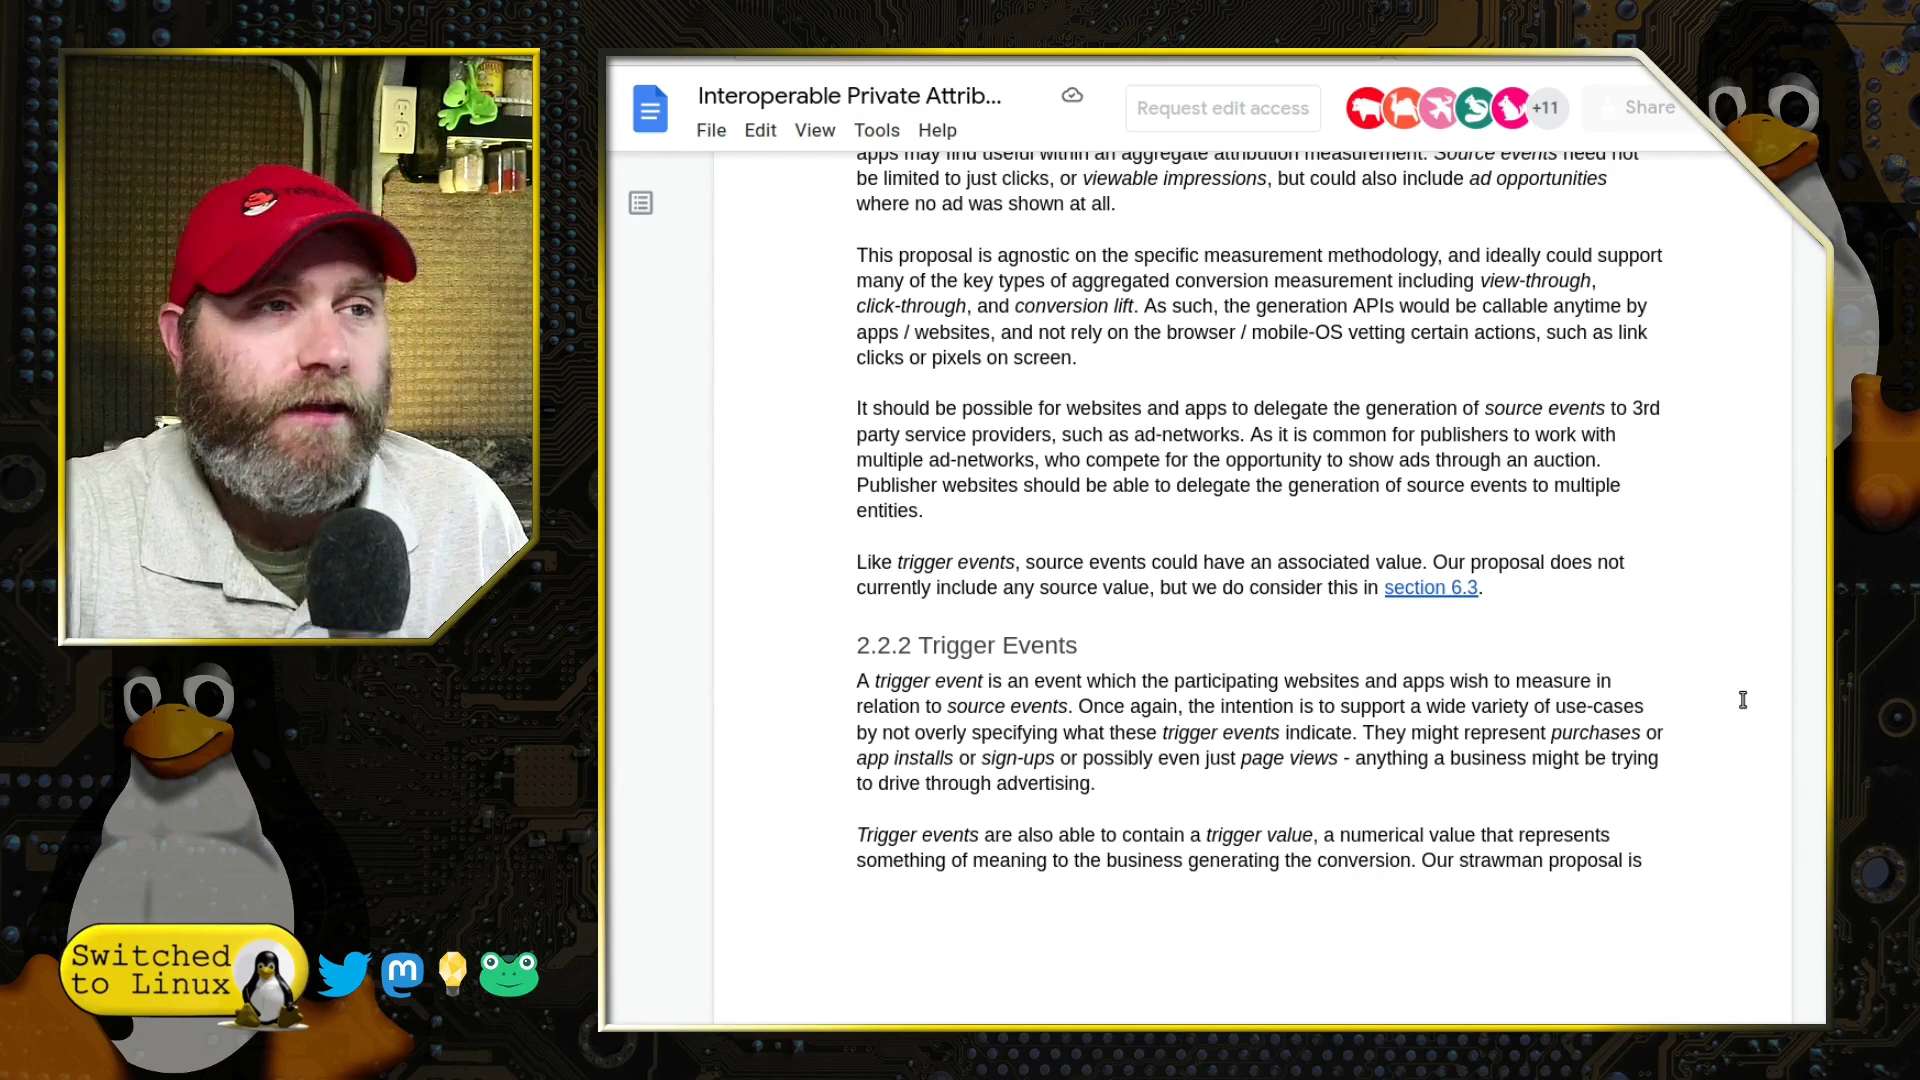 Interoperable Private Attrib...
Request edit access
+11
Share
File Edit View Tools Help
apps may find useful within an aggregate attribution measurement. Source events need not
be limited to just clicks, or viewable impressions, but could also include ad opportunities
where no ad was shown at all.
This proposal is agnostic on the specific measurement methodology, and ideally could support
many of the key types of aggregated conversion measurement including view-through,
click-through, and conversion lift. As such, the generation APIs would be callable anytime by
apps / websites, and not rely on the browser / mobile-OS vetting certain actions, such as link
clicks or pixels on screen.
It should be possible for websites and apps to delegate the generation of source events to 3rd
party service providers, such as ad-networks. As it is common for publishers to work with
multiple ad-networks, who compete for the opportunity to show ads through an auction.
Publisher websites should be able to delegate the generation of source events to multiple
entities.
Like trigger events, source events could have an associated value. Our proposal does not
currently include any source value, but we do consider this in section 6.3.
2.2.2 Trigger Events
A trigger event is an event which the participating websites and apps wish to measure in
relation to source events. Once again, the intention is to support a wide variety of use-cases
by not overly specifying what these trigger events indicate. They might represent purchases or
app installs or sign-ups or possibly even just page views - anything a business might be trying
to drive through advertising.
Trigger events are also able to contain a trigger value, a numerical value that represents
something of meaning to the business generating the conversion. Our strawman proposal is
Switched
to Linux
m